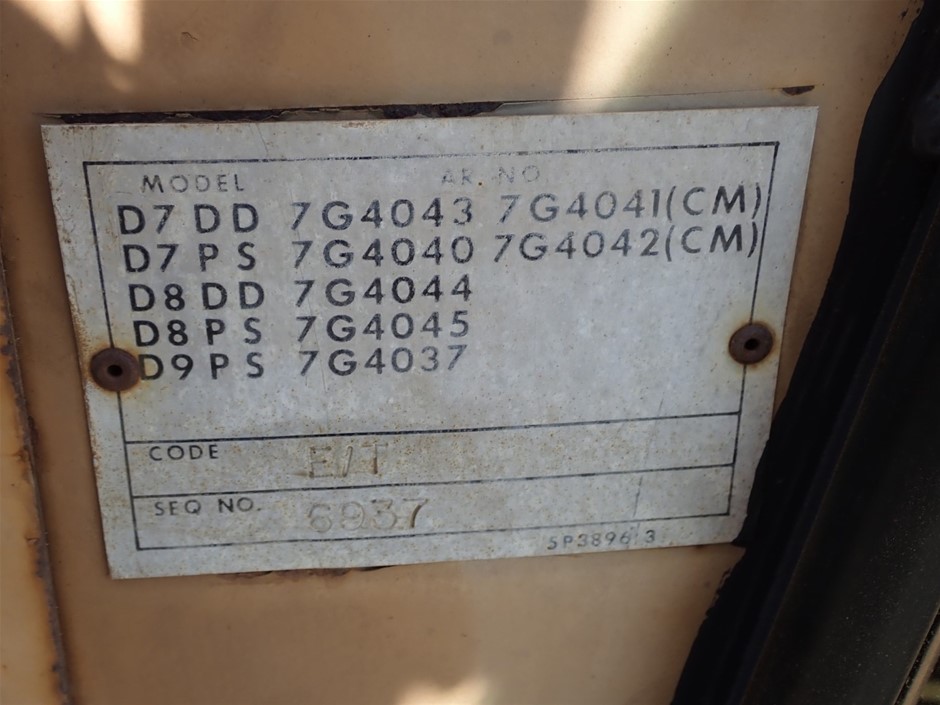 MODEL AR NO
D7 DD 7G4043 7G4041(CM)
D7 PS 7G4040 7G4042(CM)
D8 DD 7G4044
D8 PS 7G4045
D9 PS 7G4037
CODE E/T
SEQ NO. 6937
5P3896 3